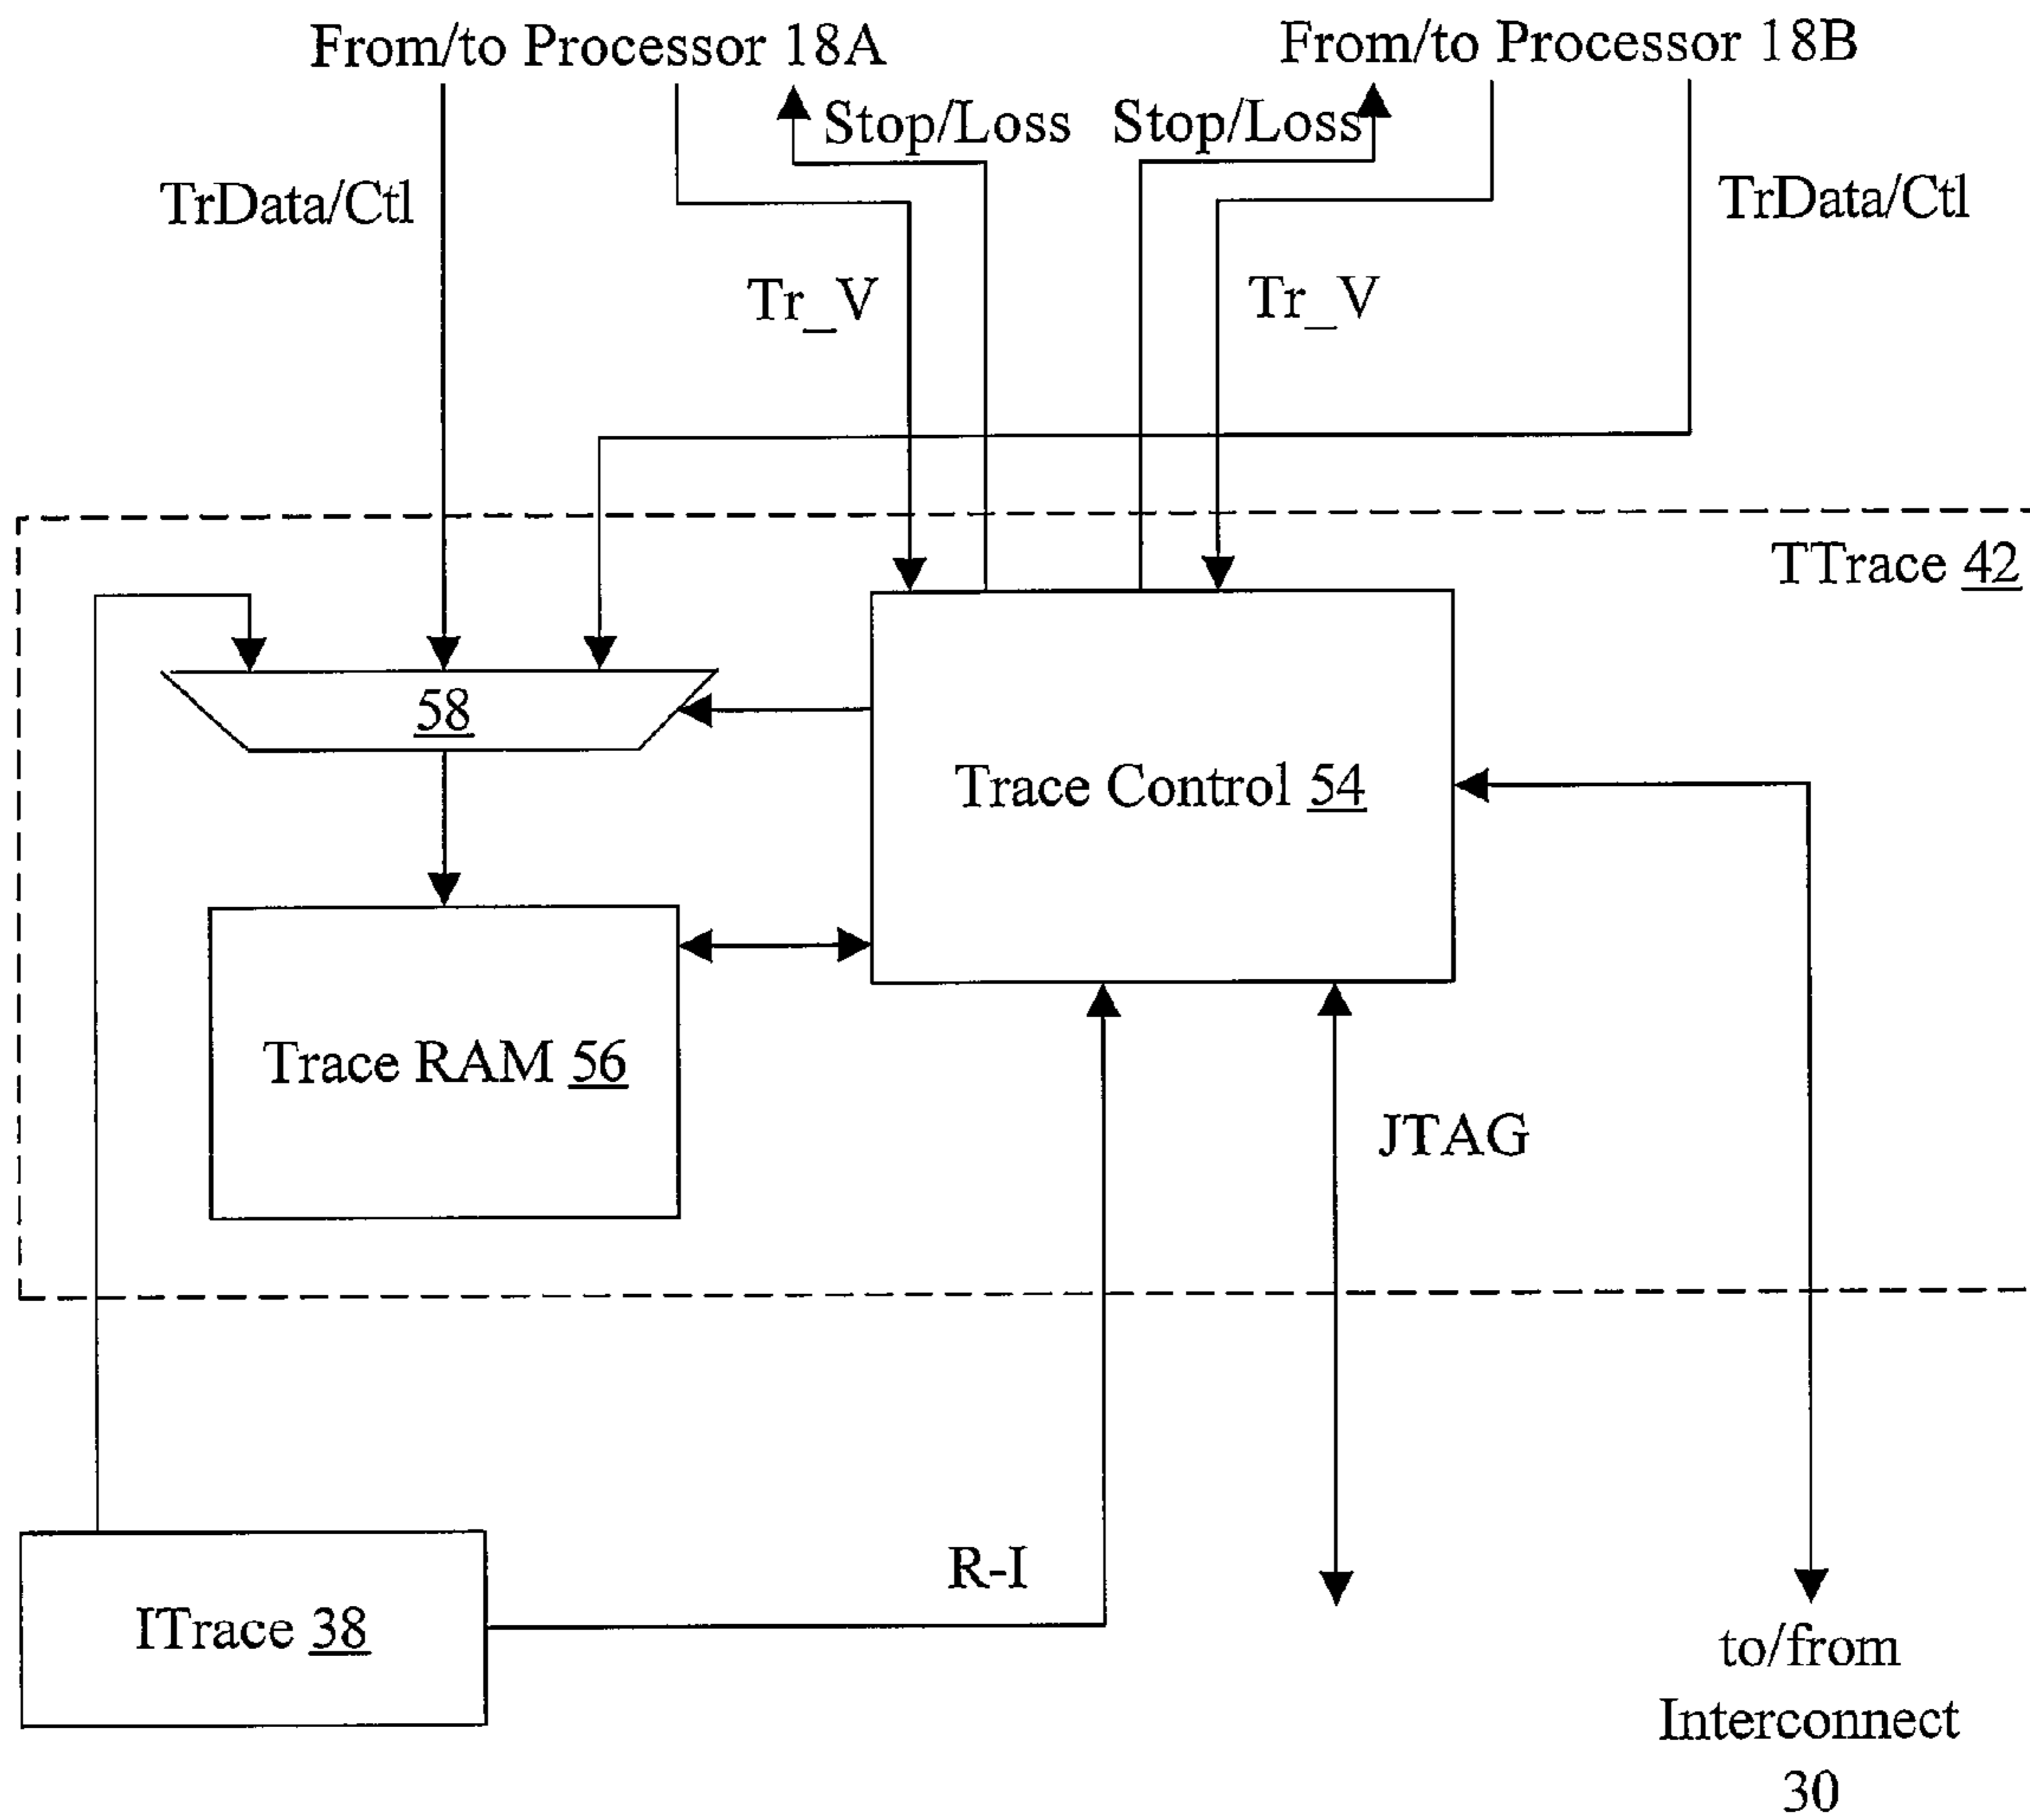 From/to Processor 18A
From/to Processor 18B
Stop/Loss
Stop/Loss
TrData/Ctl
TrData/Ctl
Tr_V
Tr_V
TTrace 42
58
Trace Control 54
Trace RAM 56
JTAG
R-I
ITrace 38
to/from
Interconnect
30